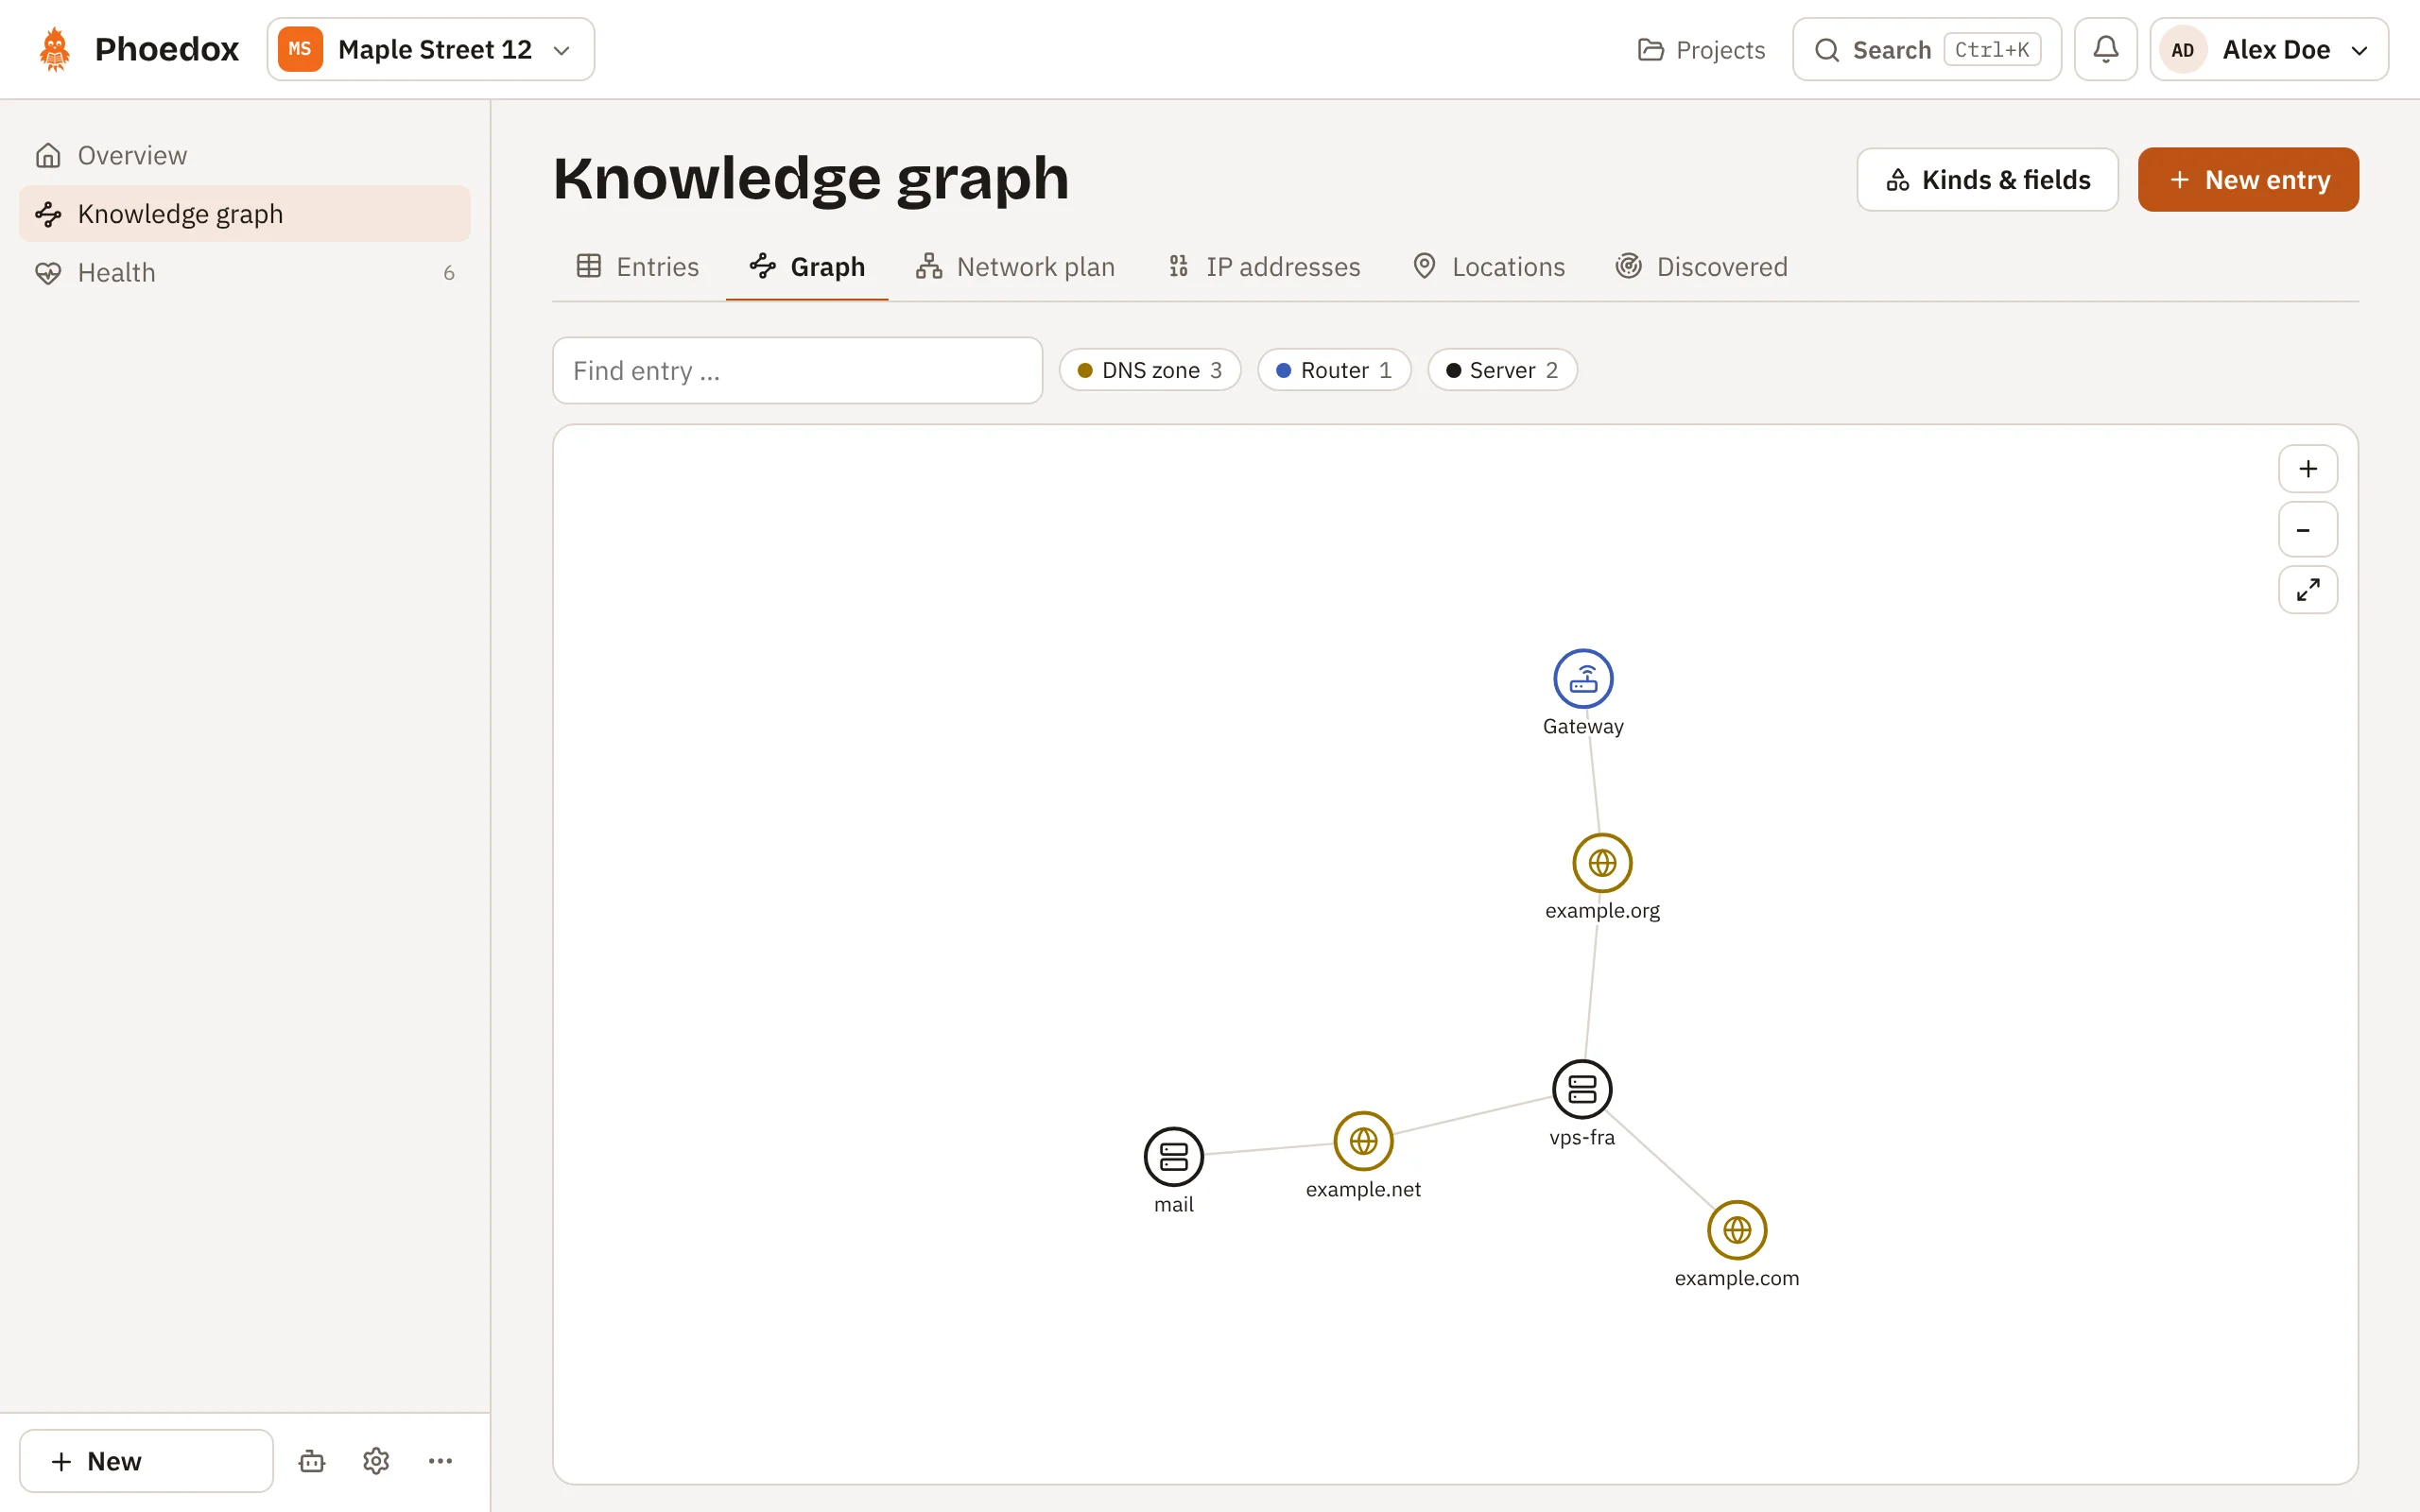 Phoedox
MS Maple Street 12
Projects
Search Ctrl+K
AD Alex Doe
Overview
Knowledge graph
Health 6
Knowledge graph
Kinds & fields
+ New entry
Entries
Graph
Network plan
IP addresses
Locations
Discovered
Find entry ...
DNS zone 3
Router 1
Server 2
+
−
Gateway
example.org
vps-fra
example.net
mail
example.com
+ New